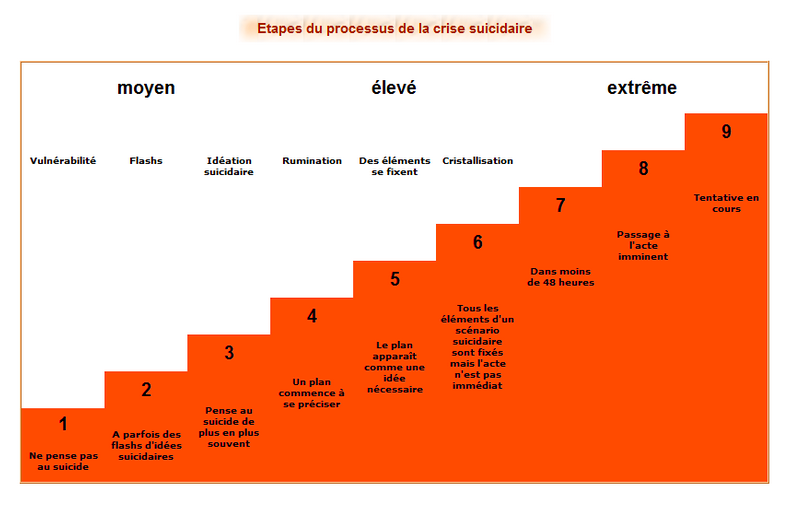 Etapes du processus de la crise suicidaire
moyen
élevé
extrême
Vulnérabilité
Flashs
Idéation
suicidaire
Rumination
Des éléments
se fixent
Cristallisation
1
Ne pense pas
au suicide
2
A parfois des
flashs d'idées
suicidaires
3
Pense au
suicide de
plus en plus
souvent
4
Un plan
commence à
se préciser
5
Le plan
apparaît
comme une
idée
nécessaire
6
Tous les
éléments d'un
scénario
suicidaire
sont fixés
mais l'acte
n'est pas
immédiat
7
Dans moins
de 48 heures
8
Passage à
l'acte
imminent
9
Tentative en
cours